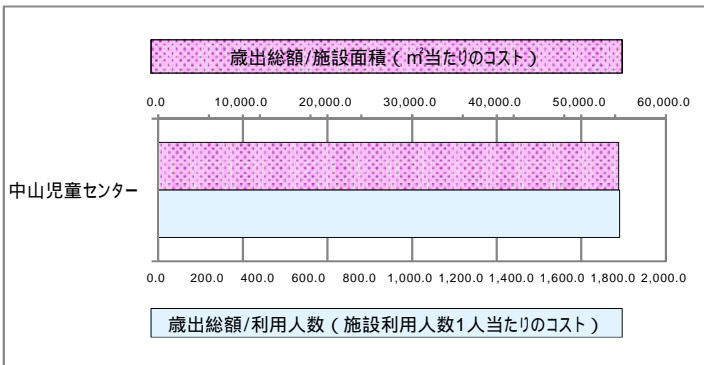 歳出総額/施設面積（㎡当たりのコスト）
0.0 10,000.0 20,000.0 30,000.0 40,000.0 50,000.0 60,000.0
中山児童センター
0.0 200.0 400.0 600.0 800.0 1,000.0 1,200.0 1,400.0 1,600.0 1,800.0 2,000.0
歳出総額/利用人数（施設利用人数1人当たりのコスト）